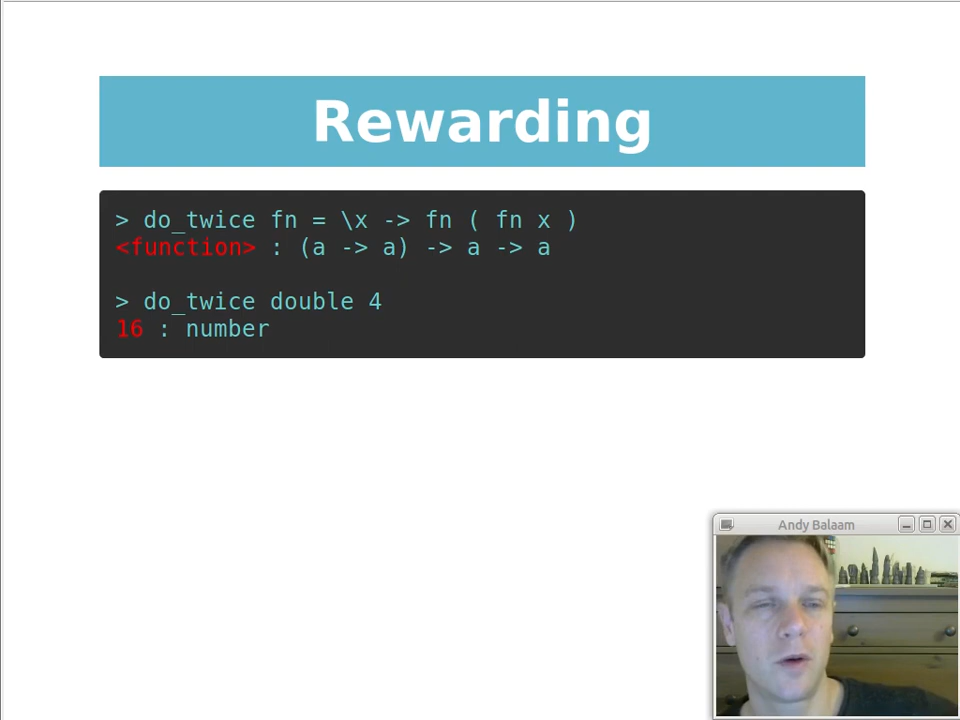 Rewarding
> do_twice fn = \x -> fn ( fn x )
<function> : (a -> a) -> a -> a
> do_twice double 4
16 : number
Andy Balaam